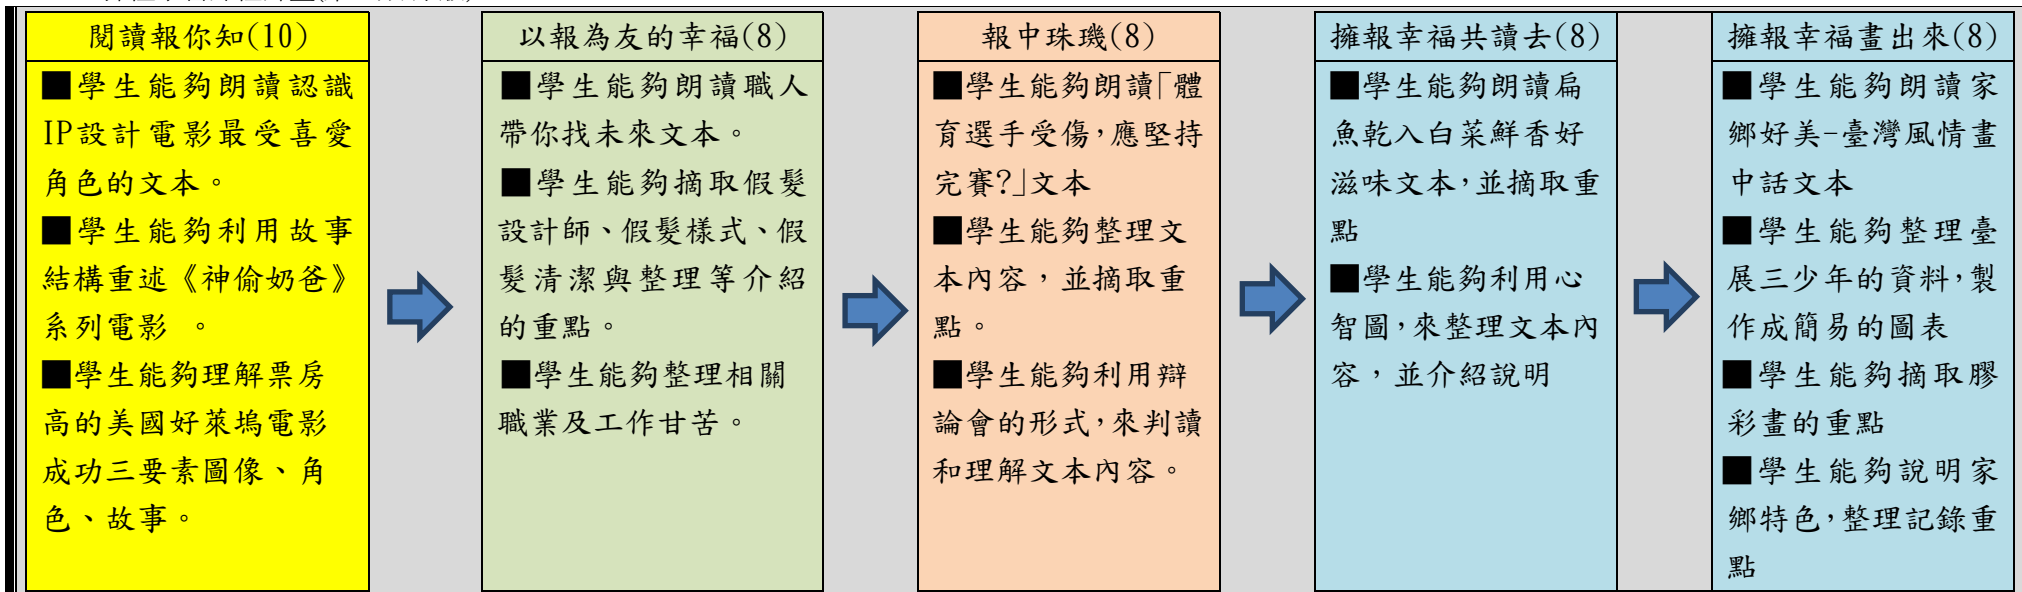 閱讀報你知(10)
■學生能夠朗讀認識
IP設計電影最受喜愛
角色的文本。
■學生能夠利用故事
結構重述《神偷奶爸》
系列電影 。
■學生能夠理解票房
高的美國好萊塢電影
成功三要素圖像、角
色、故事。
以報為友的幸福(8)
■學生能夠朗讀職人
帶你找未來文本。
■學生能夠摘取假髮
設計師、假髮樣式、假
髮清潔與整理等介紹
的重點。
■學生能夠整理相關
職業及工作甘苦。
報中珠璣(8)
■學生能夠朗讀「體
育選手受傷,應堅持
完賽?」文本
■學生能夠整理文
本內容，並摘取重
點。
■學生能夠利用辯
論會的形式,來判讀
和理解文本內容。
擁報幸福共讀去(8)
■學生能夠朗讀扁
魚乾入白菜鮮香好
滋味文本,並摘取重
點
■學生能夠利用心
智圖,來整理文本內
容，並介紹說明
擁報幸福畫出來(8)
■學生能夠朗讀家
鄉好美-臺灣風情畫
中話文本
■學生能夠整理臺
展三少年的資料,製
作成簡易的圖表
■學生能夠摘取膠
彩畫的重點
■學生能夠說明家
鄉特色,整理記錄重
點